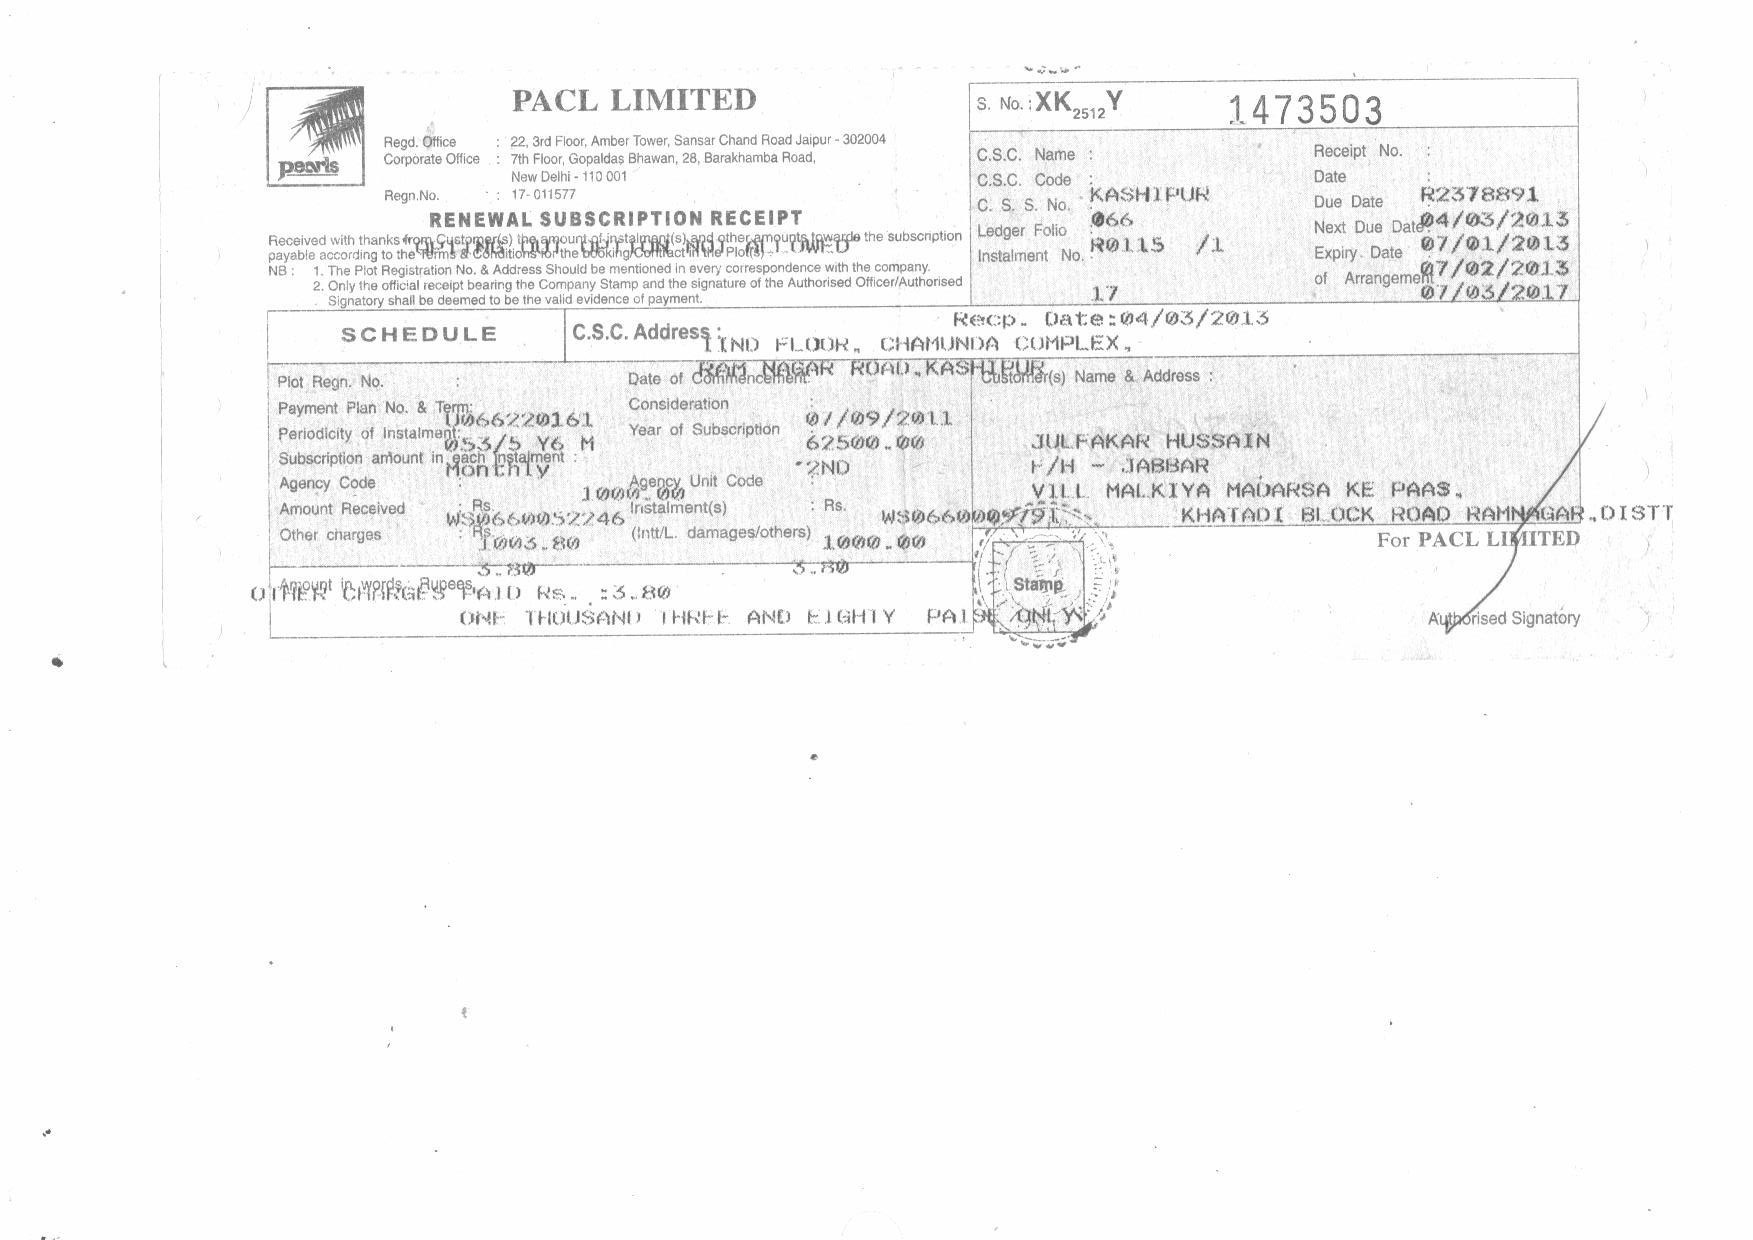 PACL LIMITED
pearls
Regd. Office : 22, 3rd Floor, Amber Tower, Sansar Chand Road Jaipur - 302004
Corporate Office : 7th Floor, Gopaldas Bhawan, 28, Barakhamba Road,
New Delhi - 110 001
Regn.No. : 17- 011577
RENEWAL SUBSCRIPTION RECEIPT
Received with thanks from Customer(s) the amount of instalment(s) and other amounts towards the subscription
payable according to the Terms & Conditions for the booking/Contract in the Plot(s).
OUT OPTION NOT ALLOWED
NB : 1. The Plot Registration No. & Address Should be mentioned in every correspondence with the company.
2. Only the official receipt bearing the Company Stamp and the signature of the Authorised Officer/Authorised
Signatory shall be deemed to be the valid evidence of payment.
S. No. : XK2512Y 1473503
C.S.C. Name :
C.S.C. Code :
KASHIPUR
C. S. S. No. :
066
Ledger Folio :
R0115 /1
Instalment No. :
17
Receipt No. :
Date :
R2378891
Due Date
04/03/2013
Next Due Date :
07/01/2013
Expiry Date
07/02/2013
of Arrangement
07/03/2017
Recp. Date:04/03/2013
SCHEDULE
C.S.C. Address :
IIND FLOOR, CHAMUNDA COMPLEX,
RAM NAGAR ROAD,KASHIPUR
Plot Regn. No. :
Date of Commencement:
Customer(s) Name & Address :
Payment Plan No. & Term:
Consideration :
U066220161
07/09/2011
Periodicity of Instalment:
Year of Subscription :
053/5 Y6 M
62500.00
JULFAKAR HUSSAIN
Subscription amount in each Instalment :
Monthly
2ND
F/H - JABBAR
Agency Code :
Agency Unit Code :
1000.00
VILL MALKIYA MADARSA KE PAAS,
Amount Received : Rs.
Instalment(s) : Rs.
WS0660052246
WS0660009791
KHATADI BLOCK ROAD RAMNAGAR,DISTT
Other charges : Rs.
(Intt/L. damages/others)
1003.80
1000.00
For PACL LIMITED
3.80
3.80
Amount in words : Rupees
OTHER CHARGES PAID Rs. :3.80
Stamp
ONE THOUSAND THREE AND EIGHTY PAISE ONLY
Authorised Signatory